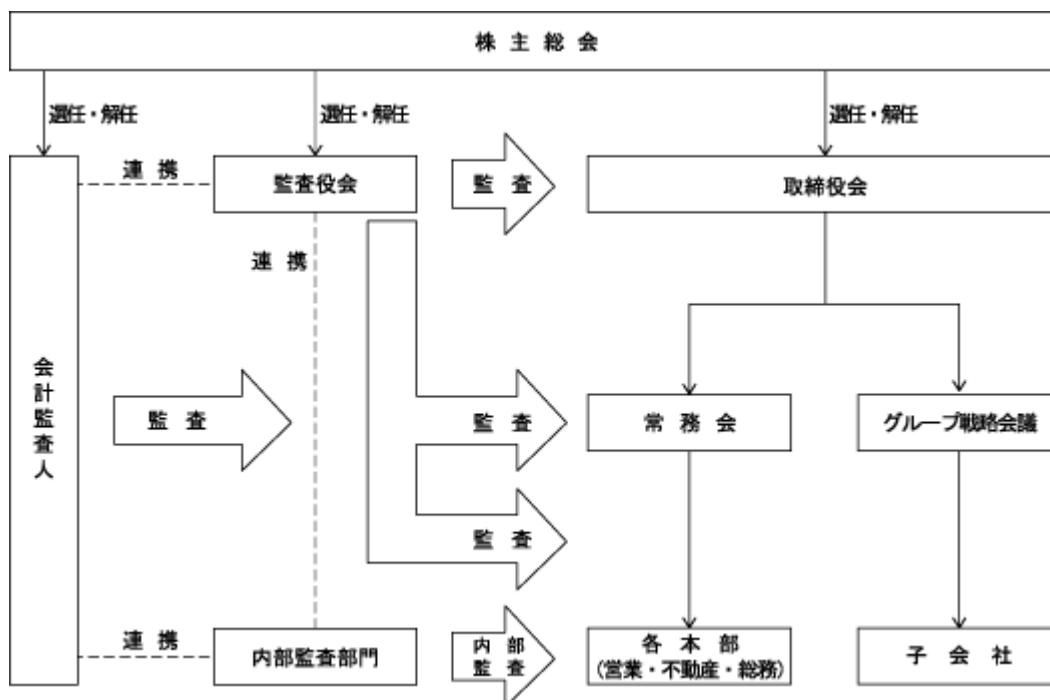 株主総会
選任・解任
選任・解任
選任・解任
連携
監査役会
監査
取締役会
連携
会計監査人
監査
監査
常務会
グループ戦略会議
監査
連携
内部監査部門
内部
監査
各本部
(営業・不動産・総務)
子会社